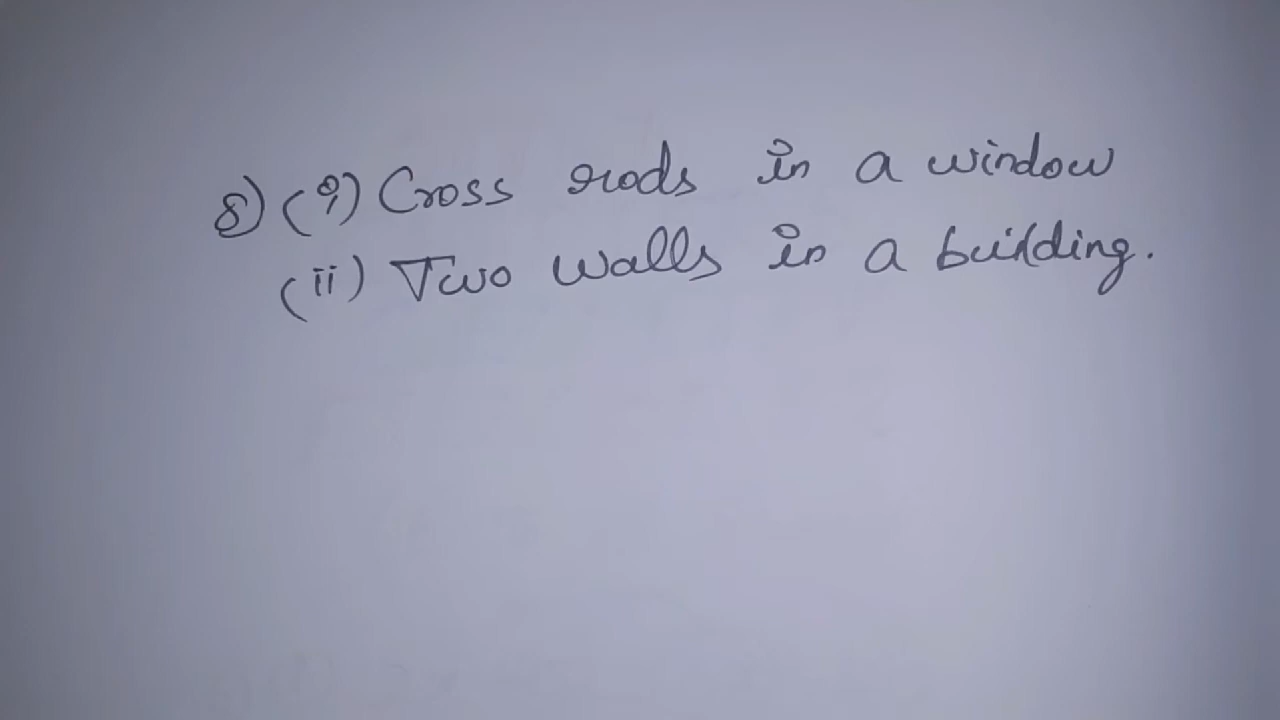 8) (i) Cross rods in a window
(ii) Two walls in a building.